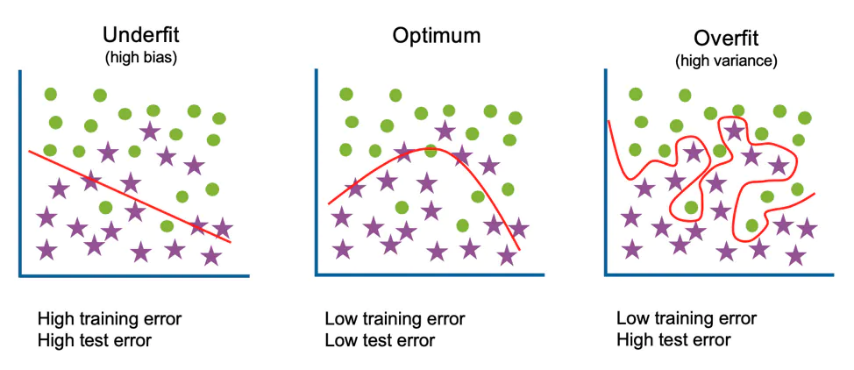 Underfit
(high bias)
Optimum
Overfit
(high variance)
High training error
High test error
Low training error
Low test error
Low training error
High test error